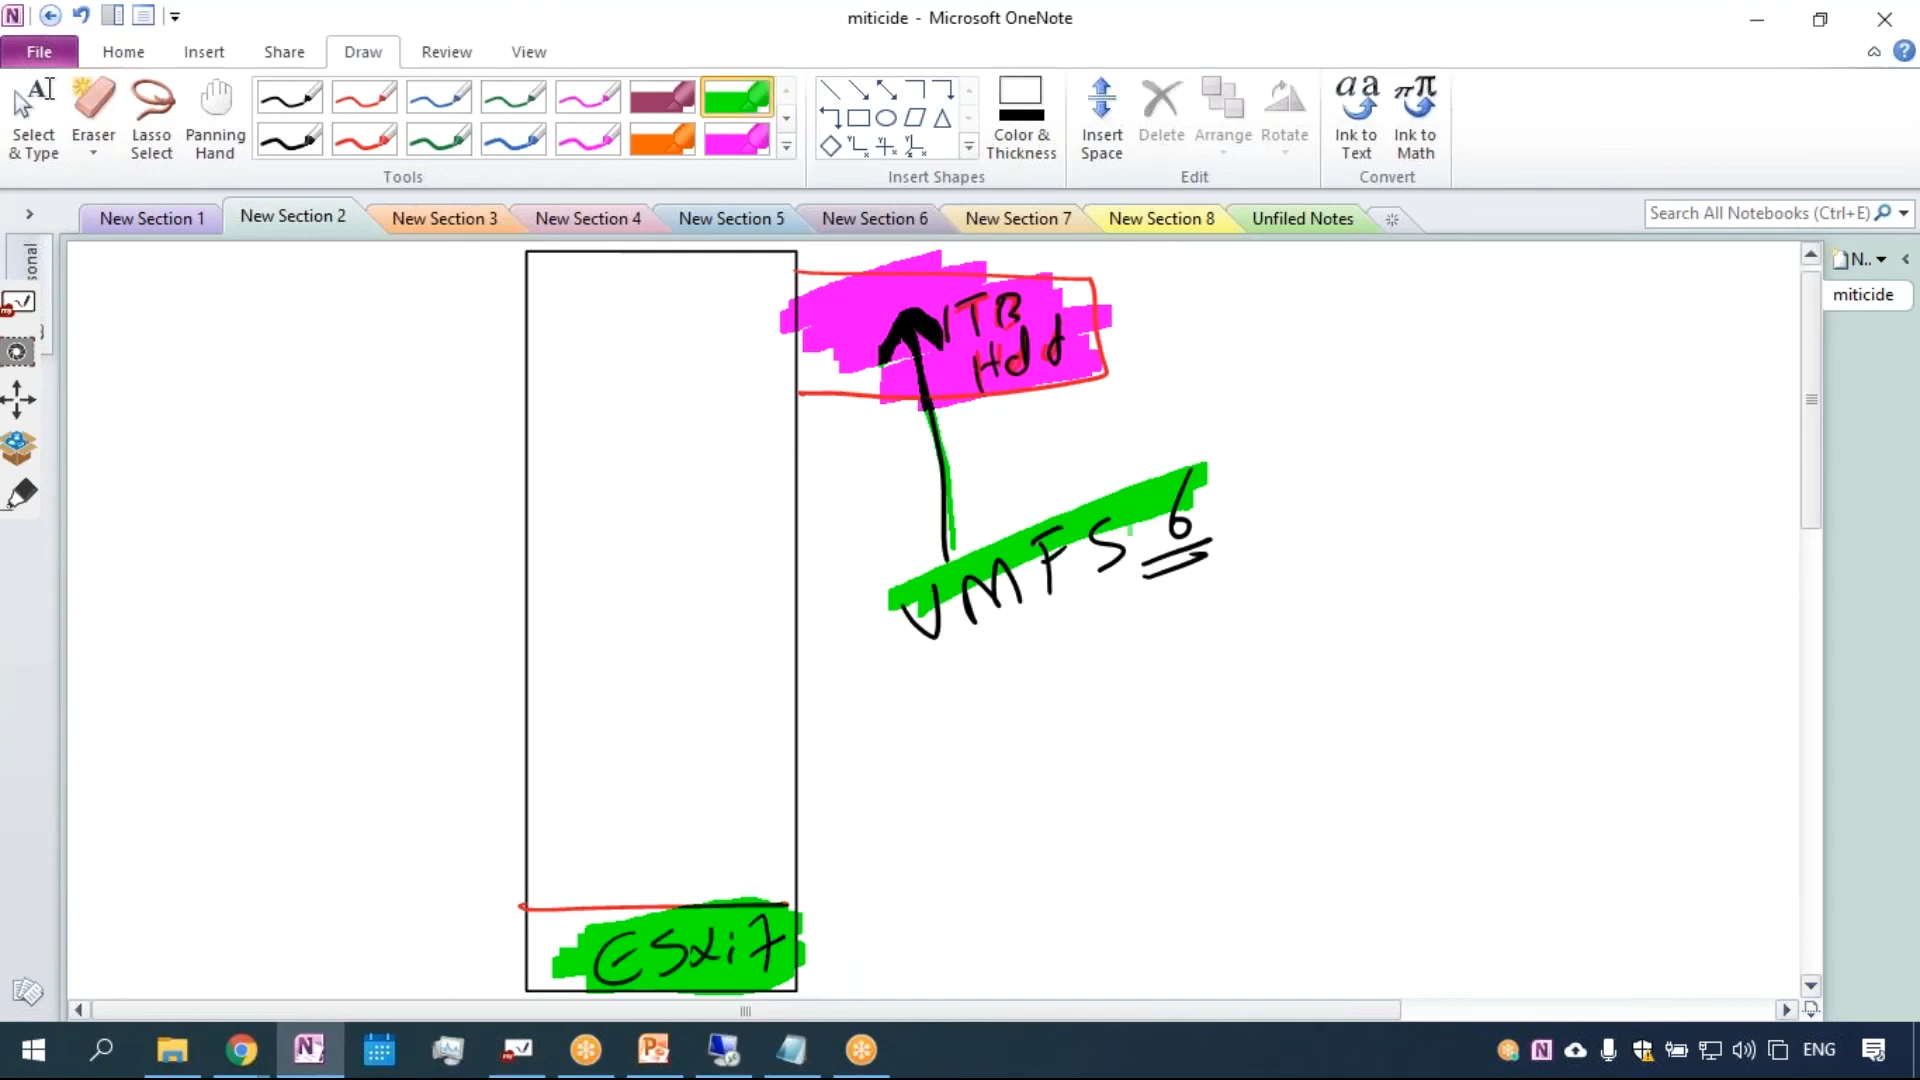 miticide - Microsoft OneNote
File Home Insert Share Draw Review View
Select & Type
Eraser
Lasso Select
Panning Hand
Color & Thickness
Insert Space
Delete
Arrange
Rotate
Ink to Text
Ink to Math
Tools
Insert Shapes
Edit
Convert
New Section 1
New Section 2
New Section 3
New Section 4
New Section 5
New Section 6
New Section 7
New Section 8
Unfiled Notes
Search All Notebooks (Ctrl+E)
N..
miticide
1TB
Hdd
VMFS 6
ESXi 7
ENG